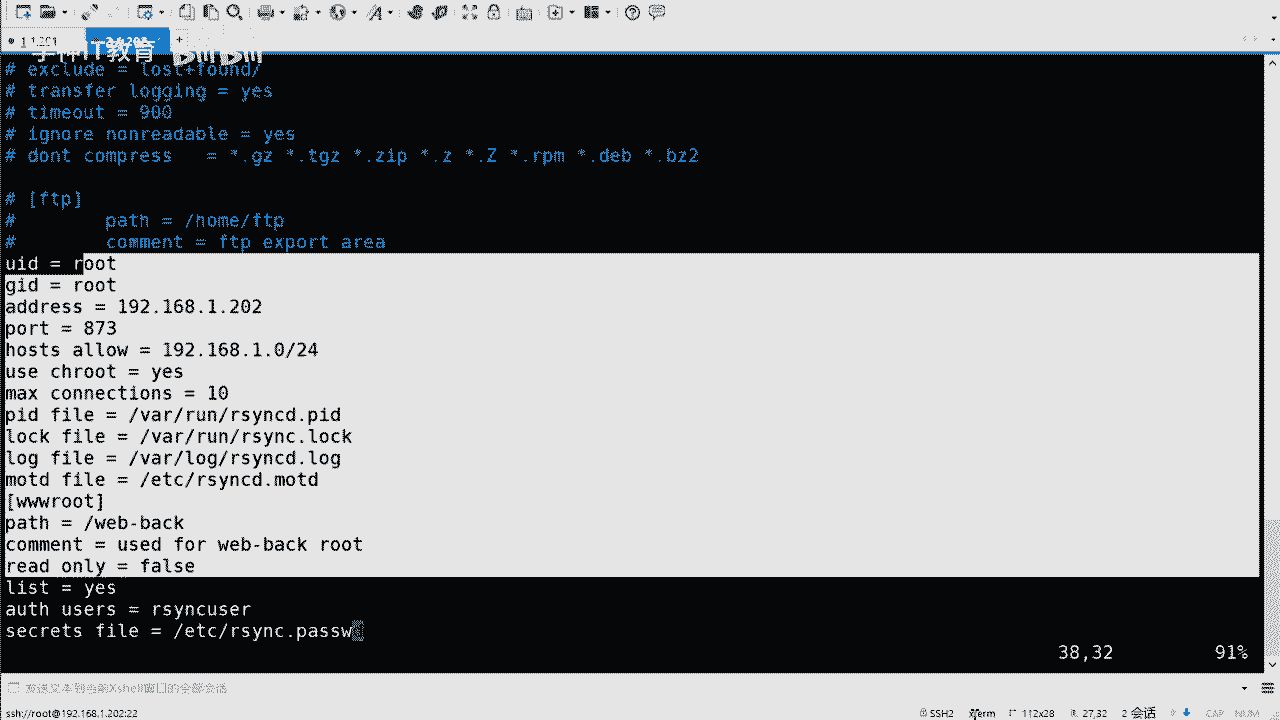 1 1.201
学神IT教育
# exclude = lost+found/
# transfer logging = yes
# timeout = 900
# ignore nonreadable = yes
# dont compress   = *.gz *.tgz *.zip *.z *.Z *.rpm *.deb *.bz2
# [ftp]
#        path = /home/ftp
#        comment = ftp export area
uid = root
gid = root
address = 192.168.1.202
port = 873
hosts allow = 192.168.1.0/24
use chroot = yes
max connections = 10
pid file = /var/run/rsyncd.pid
lock file = /var/run/rsync.lock
log file = /var/log/rsyncd.log
motd file = /etc/rsyncd.motd
[wwwroot]
path = /web-back
comment = used for web-back root
read only = false
list = yes
auth users = rsyncuser
secrets file = /etc/rsync.passw
38,32 91%
发送文本到当前Xshell窗口的全部会话
ssh://root@192.168.1.202:22 SSH2 xterm 112x28 27,32 2 会话 CAP NUM